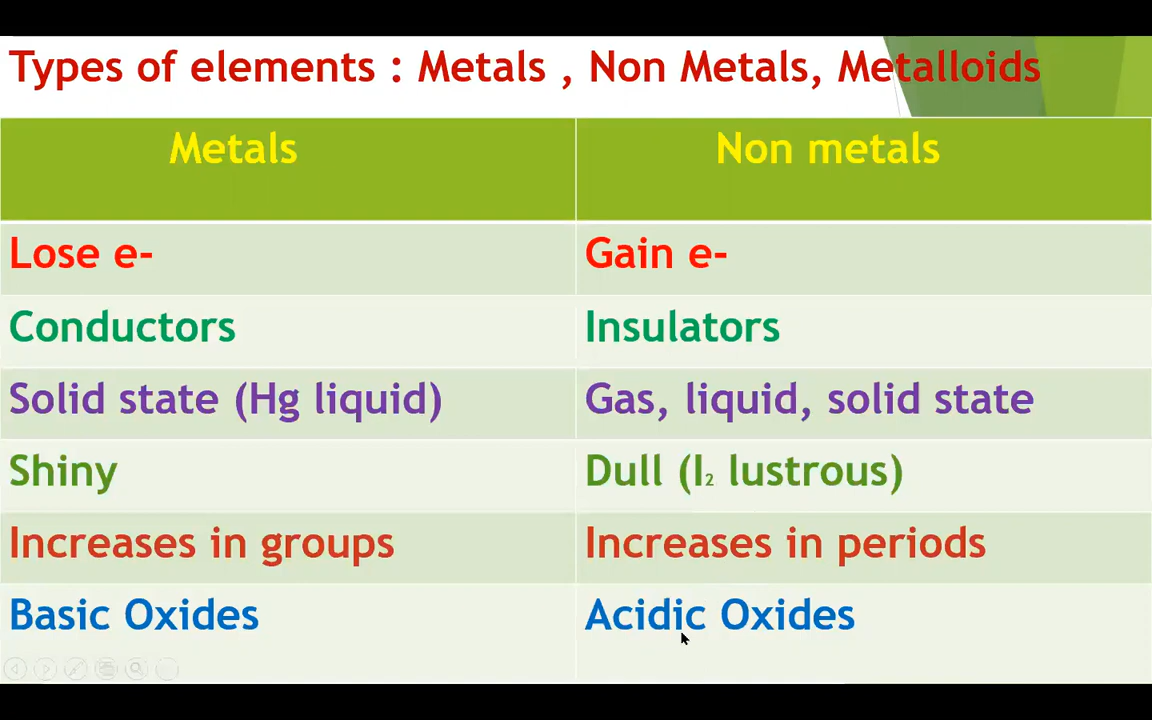 Types of elements : Metals , Non Metals, Metalloids
Metals
Non metals
Lose e-
Gain e-
Conductors
Insulators
Solid state (Hg liquid)
Gas, liquid, solid state
Shiny
Dull (I₂ lustrous)
Increases in groups
Increases in periods
Basic Oxides
Acidic Oxides